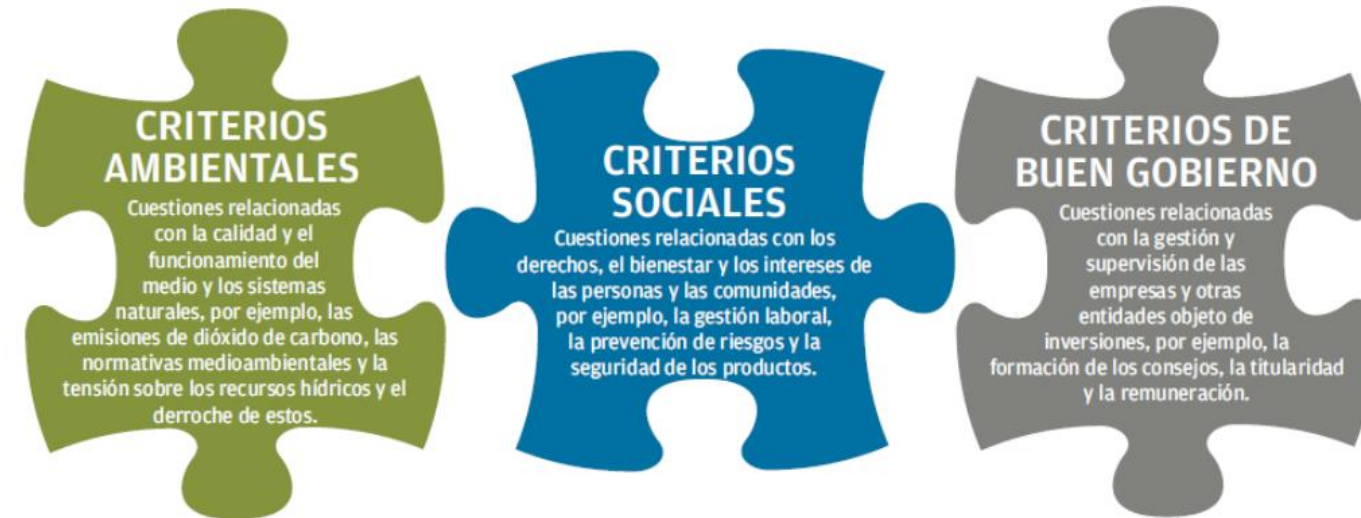 CRITERIOS
AMBIENTALES
Cuestiones relacionadas
con la calidad y el
funcionamiento del
medio y los sistemas
naturales, por ejemplo, las
emisiones de dióxido de carbono, las
normativas medioambientales y la
tensión sobre los recursos hídricos y el
derroche de estos.
CRITERIOS
SOCIALES
Cuestiones relacionadas con los
derechos, el bienestar y los intereses de
las personas y las comunidades,
por ejemplo, la gestión laboral,
la prevención de riesgos y la
seguridad de los productos.
CRITERIOS DE
BUEN GOBIERNO
Cuestiones relacionadas
con la gestión y
supervisión de las
empresas y otras
entidades objeto de
inversiones, por ejemplo, la
formación de los consejos, la titularidad
y la remuneración.